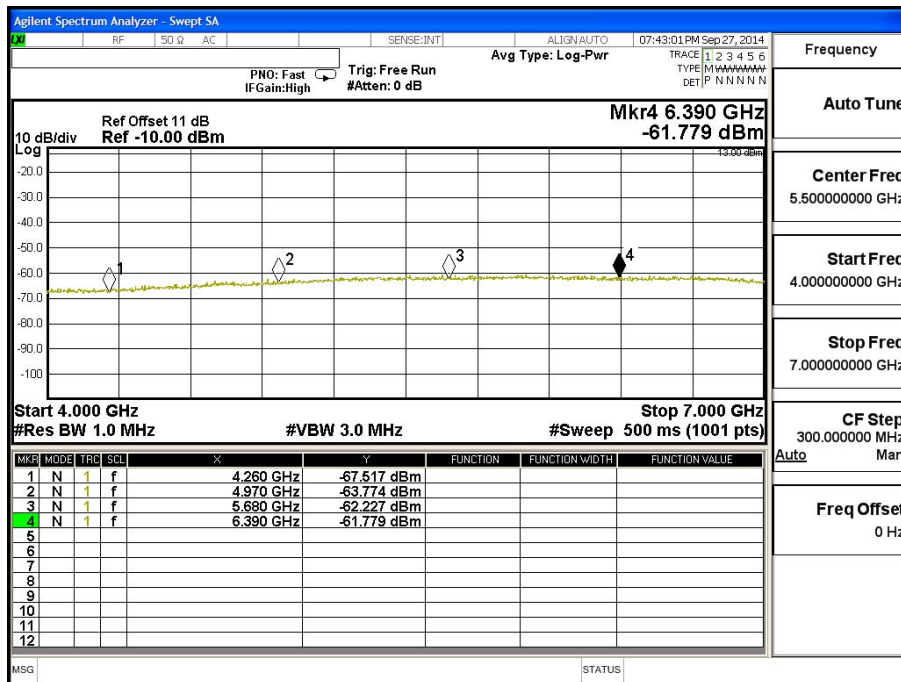 Agilent Spectrum Analyzer - Swept SA
LXI RF 50 Ω AC SENSE:INT ALIGN AUTO 07:43:01 PM Sep 27, 2014
Avg Type: Log-Pwr
TRACE 1 2 3 4 5 6
TYPE M W W W W W
DET P N N N N N
PNO: Fast
IFGain:High
Trig: Free Run
#Atten: 0 dB
Mkr4 6.390 GHz
-61.779 dBm
Ref Offset 11 dB
10 dB/div Ref -10.00 dBm
Log
-13.00 dBm
-20.0
-30.0
-40.0
-50.0
-60.0
-70.0
-80.0
-90.0
-100
1
2
3
4
Start 4.000 GHz Stop 7.000 GHz
#Res BW 1.0 MHz #VBW 3.0 MHz #Sweep 500 ms (1001 pts)
MKR MODE TRC SCL X Y FUNCTION FUNCTION WIDTH FUNCTION VALUE
1 N 1 f 4.260 GHz -67.517 dBm
2 N 1 f 4.970 GHz -63.774 dBm
3 N 1 f 5.680 GHz -62.227 dBm
4 N 1 f 6.390 GHz -61.779 dBm
5
6
7
8
9
10
11
12
MSG STATUS
Frequency
Auto Tune
Center Freq
5.500000000 GHz
Start Freq
4.000000000 GHz
Stop Freq
7.000000000 GHz
CF Step
300.000000 MHz
Auto Man
Freq Offset
0 Hz